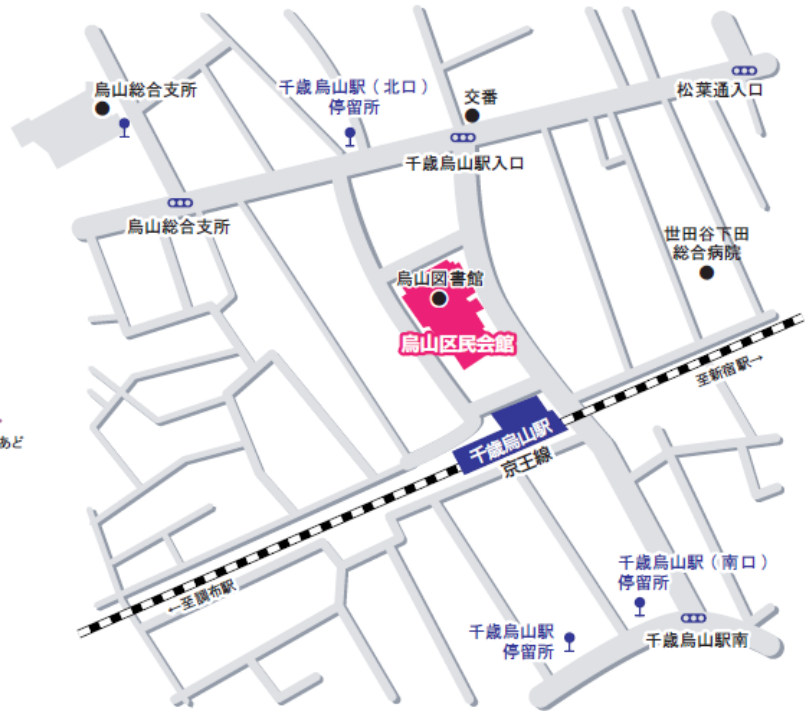 烏山総合支所
千歳烏山駅（北口）
停留所
交番
松葉通入口
千歳烏山駅入口
烏山総合支所
世田谷下田
総合病院
烏山図書館
烏山区民会館
至新宿駅→
あど
千歳烏山駅
京王線
千歳烏山駅（南口）
停留所
←至調布駅
千歳烏山駅
停留所
千歳烏山駅南